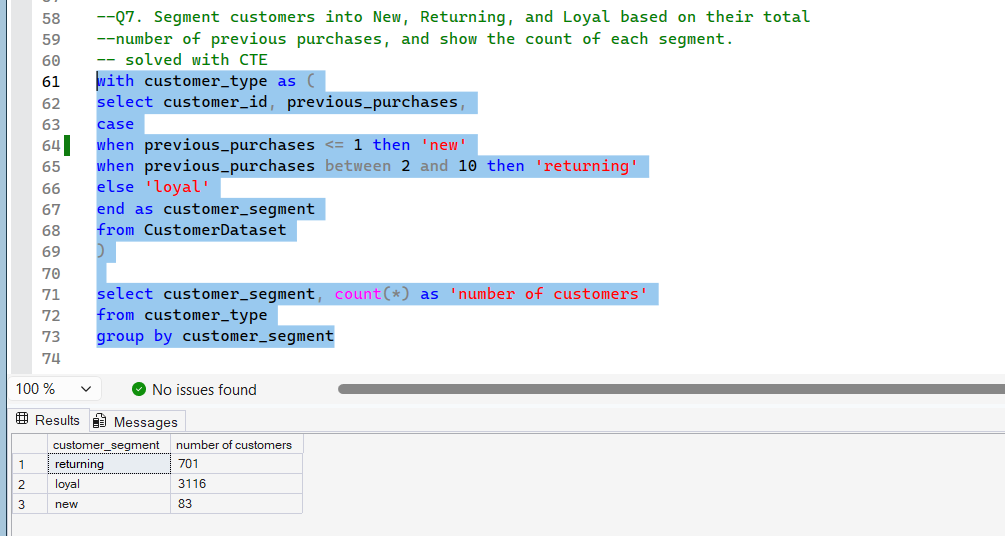 58 --Q7. Segment customers into New, Returning, and Loyal based on their total
59 --number of previous purchases, and show the count of each segment.
60 -- solved with CTE
61 with customer_type as (
62 select customer_id, previous_purchases,
63 case
64 when previous_purchases <= 1 then 'new'
65 when previous_purchases between 2 and 10 then 'returning'
66 else 'loyal'
67 end as customer_segment
68 from CustomerDataset
69 )
70
71 select customer_segment, count(*) as 'number of customers'
72 from customer_type
73 group by customer_segment
74
100 % No issues found
Results Messages
customer_segment number of customers
1 returning 701
2 loyal 3116
3 new 83